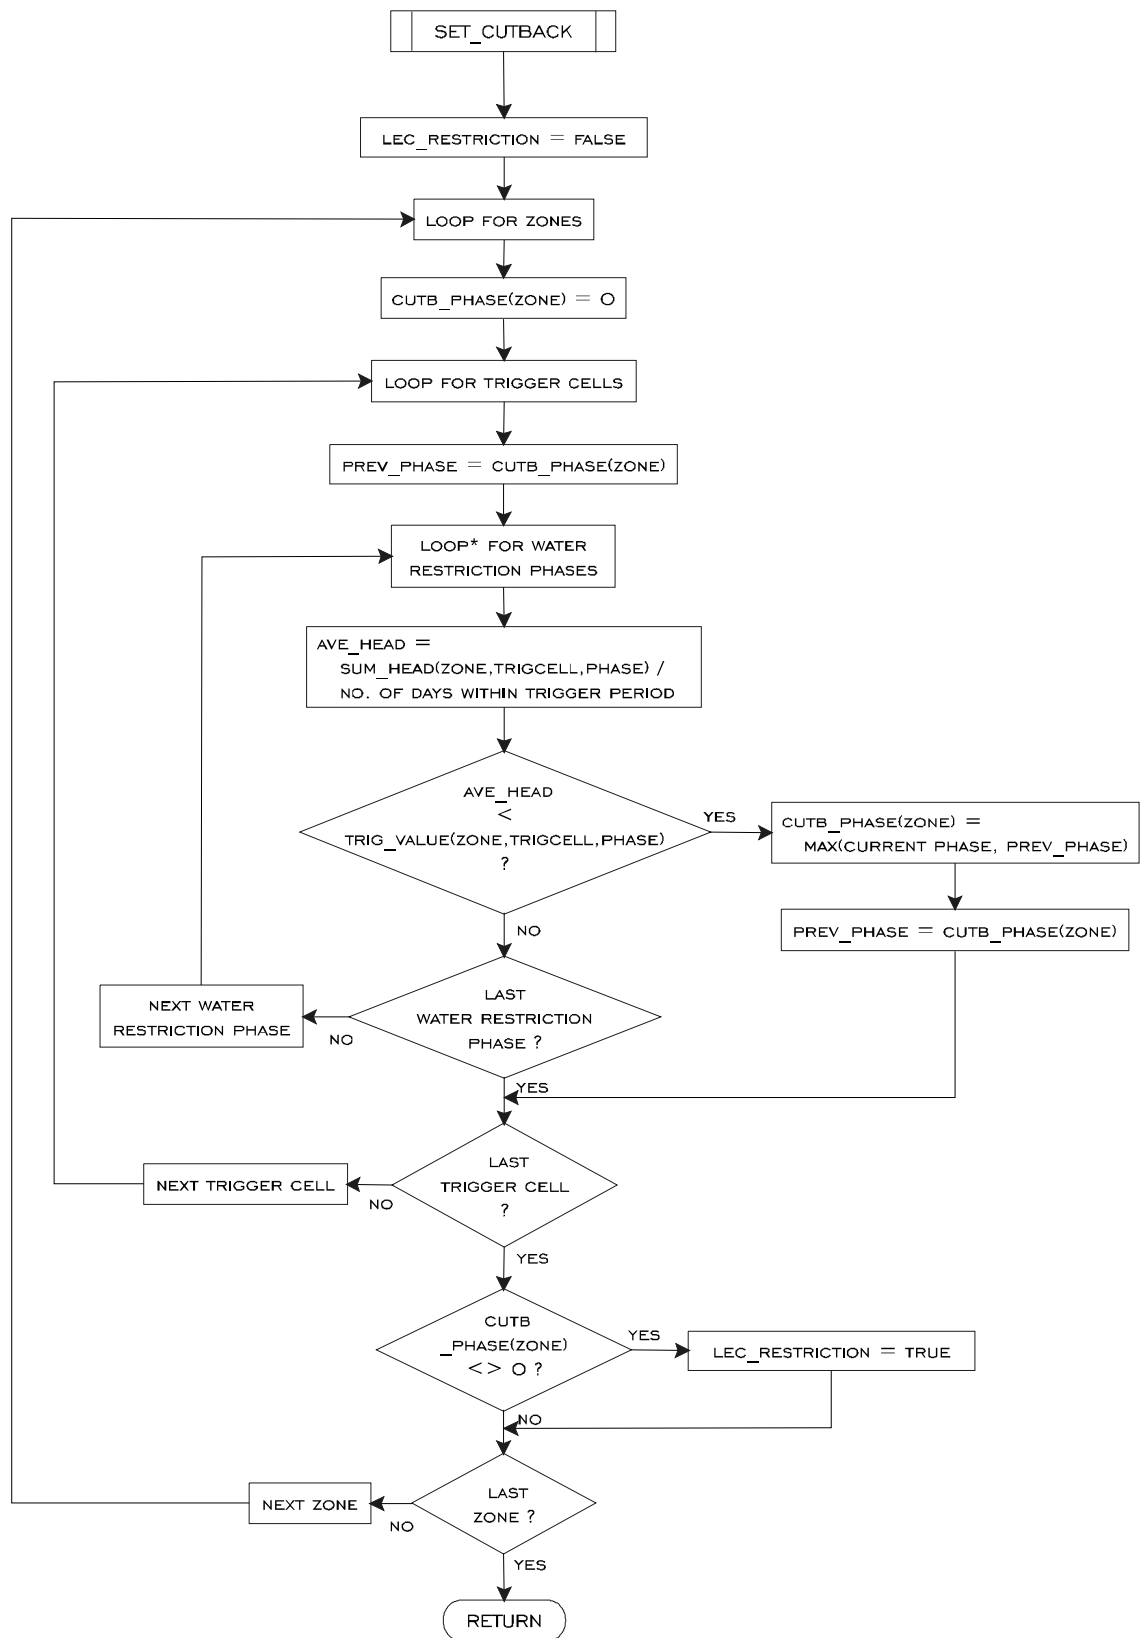 SET_CUTBACK
LEC_RESTRICTION = FALSE
LOOP FOR ZONES
CUTB_PHASE(ZONE) = O
LOOP FOR TRIGGER CELLS
PREV_PHASE = CUTB_PHASE(ZONE)
LOOP* FOR WATER
RESTRICTION PHASES
AVE_HEAD =
SUM_HEAD(ZONE,TRIGCELL,PHASE) /
NO. OF DAYS WITHIN TRIGGER PERIOD
AVE_HEAD
<
TRIG_VALUE(ZONE,TRIGCELL,PHASE)
?
YES
CUTB_PHASE(ZONE) =
MAX(CURRENT PHASE, PREV_PHASE)
PREV_PHASE = CUTB_PHASE(ZONE)
NO
LAST
WATER RESTRICTION
PHASE ?
NO
NEXT WATER
RESTRICTION PHASE
YES
LAST
TRIGGER CELL
?
NO
NEXT TRIGGER CELL
YES
CUTB
_PHASE(ZONE)
<> O ?
YES
LEC_RESTRICTION = TRUE
NO
LAST
ZONE ?
NO
NEXT ZONE
YES
RETURN